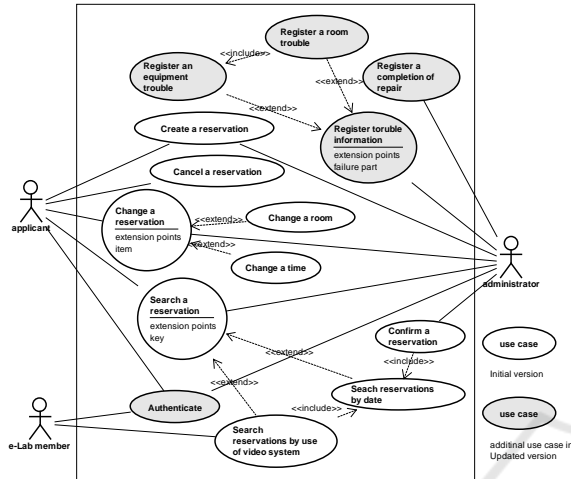 Register a room
trouble
<<include>>
Register an
equipment
trouble
<<extend>>
Register a
completion of
repair
<<extend>>
Create a reservation
Register toruble
information
extension points
failure part
Cancel a reservation
applicant
Change a
reservation
extension points
item
<<extend>>
Change a room
<<extend>>
Change a time
administrator
Search a
reservation
extension points
key
Confirm a
reservation
use case
<<extend>>
<<include>>
Initial version
<<extend>>
Seach reservations
by date
Authenticate
<<include>>
use case
e-Lab member
Search
reservations by use
of video system
additinal use case in
Updated version